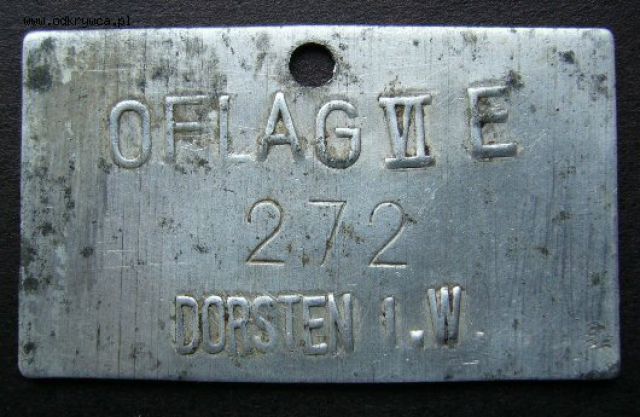 www.odkrywca.pl
OFLAG VI E
272
DORSTEN I.W.